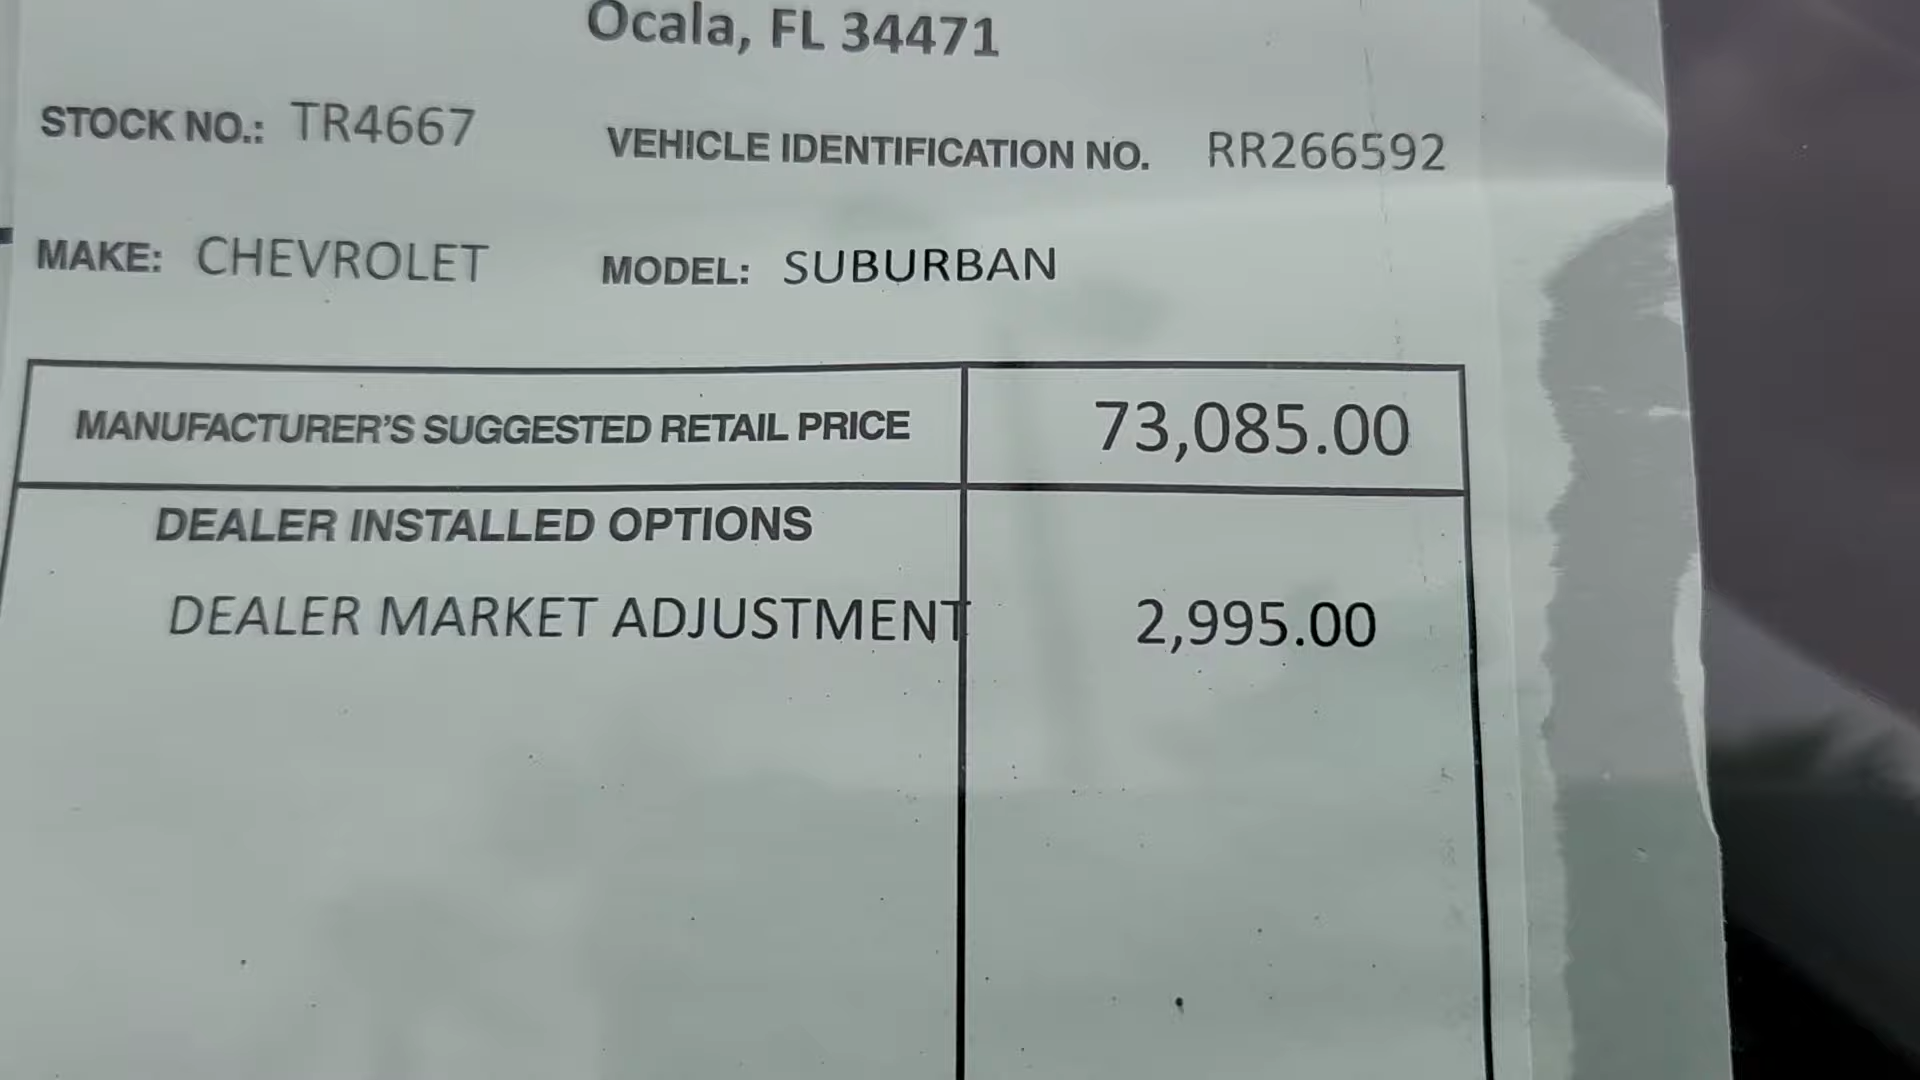 Ocala, FL 34471
STOCK NO.: TR4667 VEHICLE IDENTIFICATION NO. RR266592
MAKE: CHEVROLET MODEL: SUBURBAN
MANUFACTURER'S SUGGESTED RETAIL PRICE 73,085.00
DEALER INSTALLED OPTIONS
DEALER MARKET ADJUSTMENT 2,995.00